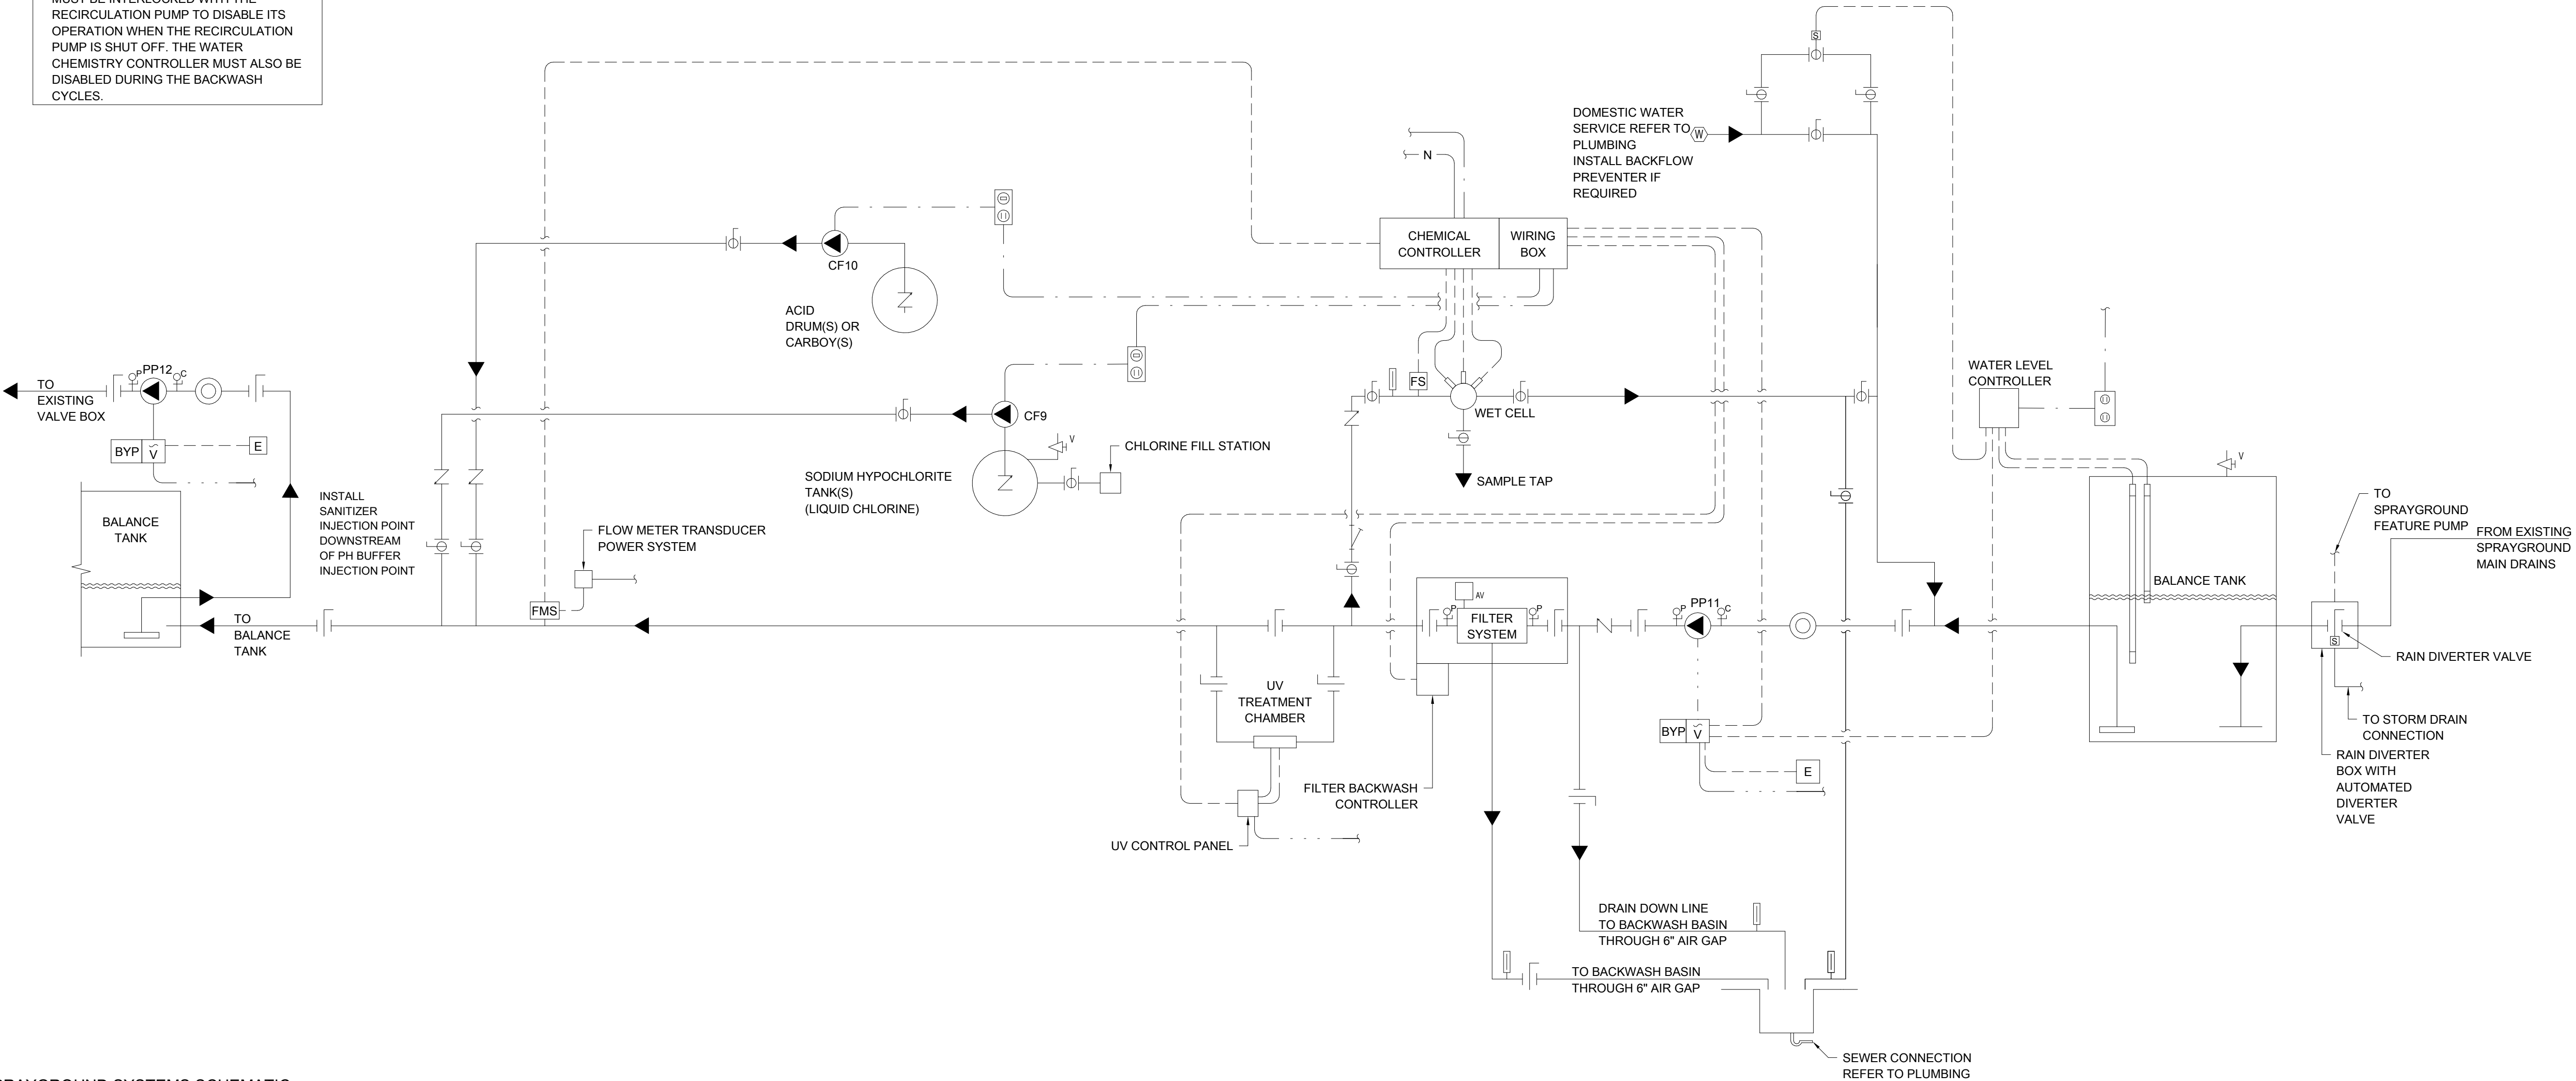 MUST BE INTERLOCKED WITH THE
RECIRCULATION PUMP TO DISABLE ITS
OPERATION WHEN THE RECIRCULATION
PUMP IS SHUT OFF. THE WATER
CHEMISTRY CONTROLLER MUST ALSO BE
DISABLED DURING THE BACKWASH
CYCLES.
S
DOMESTIC WATER
SERVICE REFER TO
PLUMBING
INSTALL BACKFLOW
PREVENTER IF
REQUIRED
W
N
CHEMICAL
CONTROLLER
WIRING
BOX
CF10
ACID
DRUM(S) OR
CARBOY(S)
TO
EXISTING
VALVE BOX
P
PP12
C
BYP
V
E
BALANCE
TANK
INSTALL
SANITIZER
INJECTION POINT
DOWNSTREAM
OF PH BUFFER
INJECTION POINT
TO
BALANCE
TANK
CF9
V
CHLORINE FILL STATION
SODIUM HYPOCHLORITE
TANK(S)
(LIQUID CHLORINE)
FLOW METER TRANSDUCER
POWER SYSTEM
FMS
FS
WET CELL
SAMPLE TAP
WATER LEVEL
CONTROLLER
V
BALANCE TANK
TO
SPRAYGROUND
FEATURE PUMP
FROM EXISTING
SPRAYGROUND
MAIN DRAINS
S
RAIN DIVERTER VALVE
TO STORM DRAIN
CONNECTION
RAIN DIVERTER
BOX WITH
AUTOMATED
DIVERTER
VALVE
AV
P
FILTER
SYSTEM
P
P
PP11
C
UV
TREATMENT
CHAMBER
BYP
V
E
FILTER BACKWASH
CONTROLLER
UV CONTROL PANEL
DRAIN DOWN LINE
TO BACKWASH BASIN
THROUGH 6" AIR GAP
TO BACKWASH BASIN
THROUGH 6" AIR GAP
SEWER CONNECTION
REFER TO PLUMBING
SYSTEMS SCHEMATIC